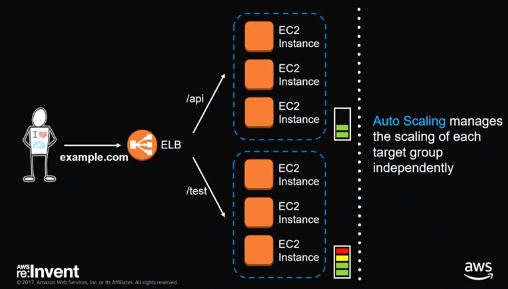 EC2
Instance
EC2
Instance
EC2
Instance
/api
I
example.com
ELB
/test
EC2
Instance
EC2
Instance
EC2
Instance
Auto Scaling manages
the scaling of each
target group
independently
AWS
re:Invent
© 2017, Amazon Web Services, Inc. or its Affiliates. All rights reserved.
aws